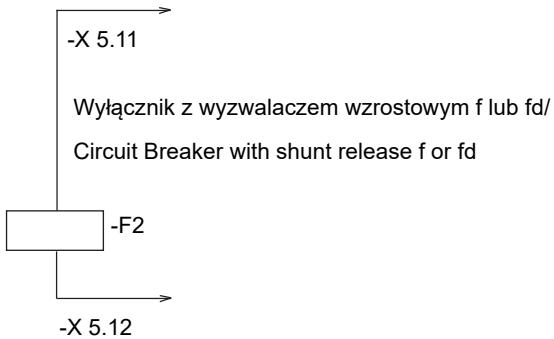 -X 5.11
Wyłącznik z wyzwalaczem wzrostowym f lub fd/
Circuit Breaker with shunt release f or fd
-F2
-X 5.12